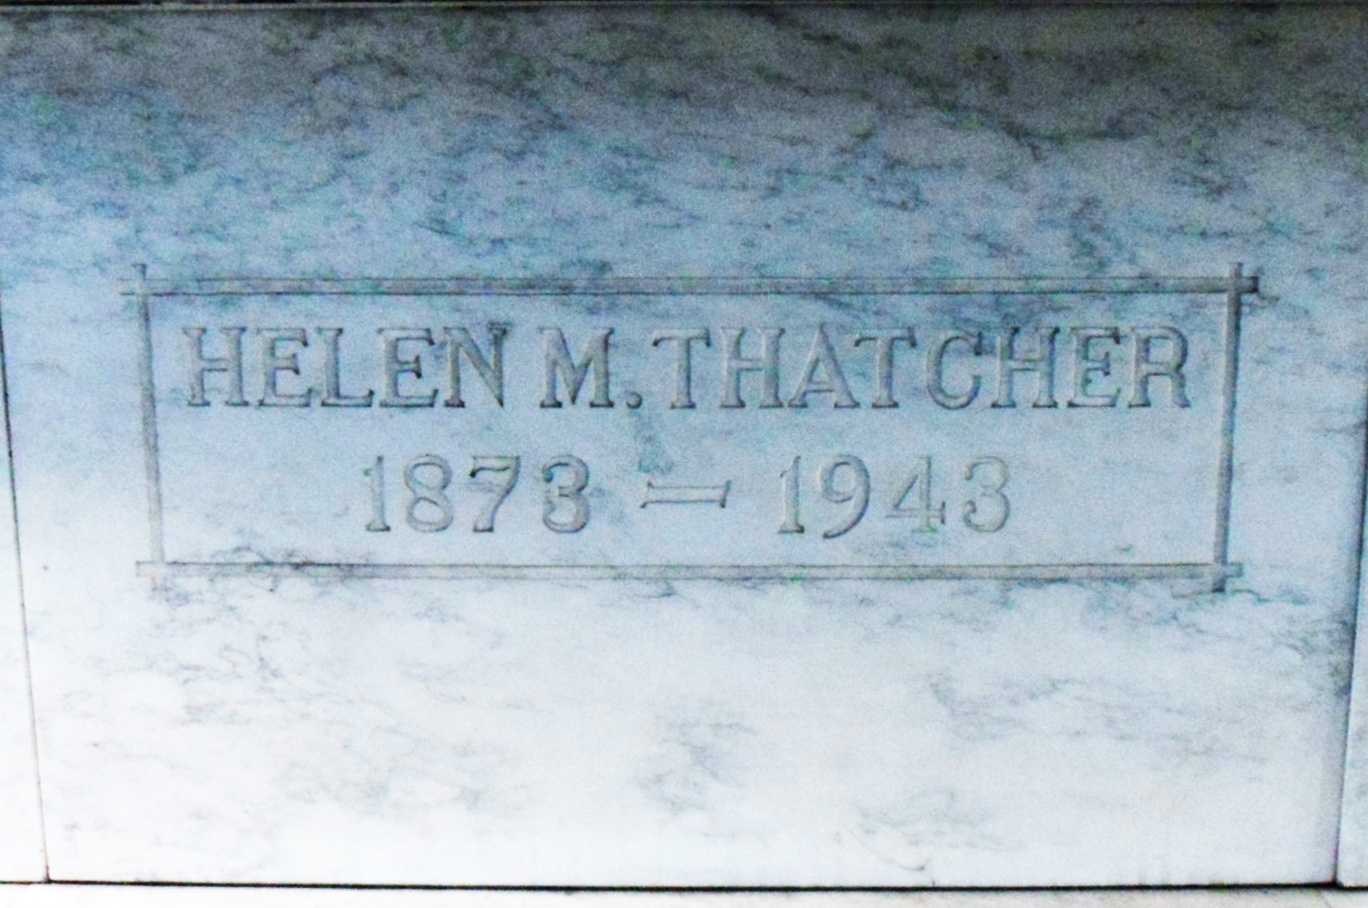 HELEN M. THATCHER
1873 – 1943